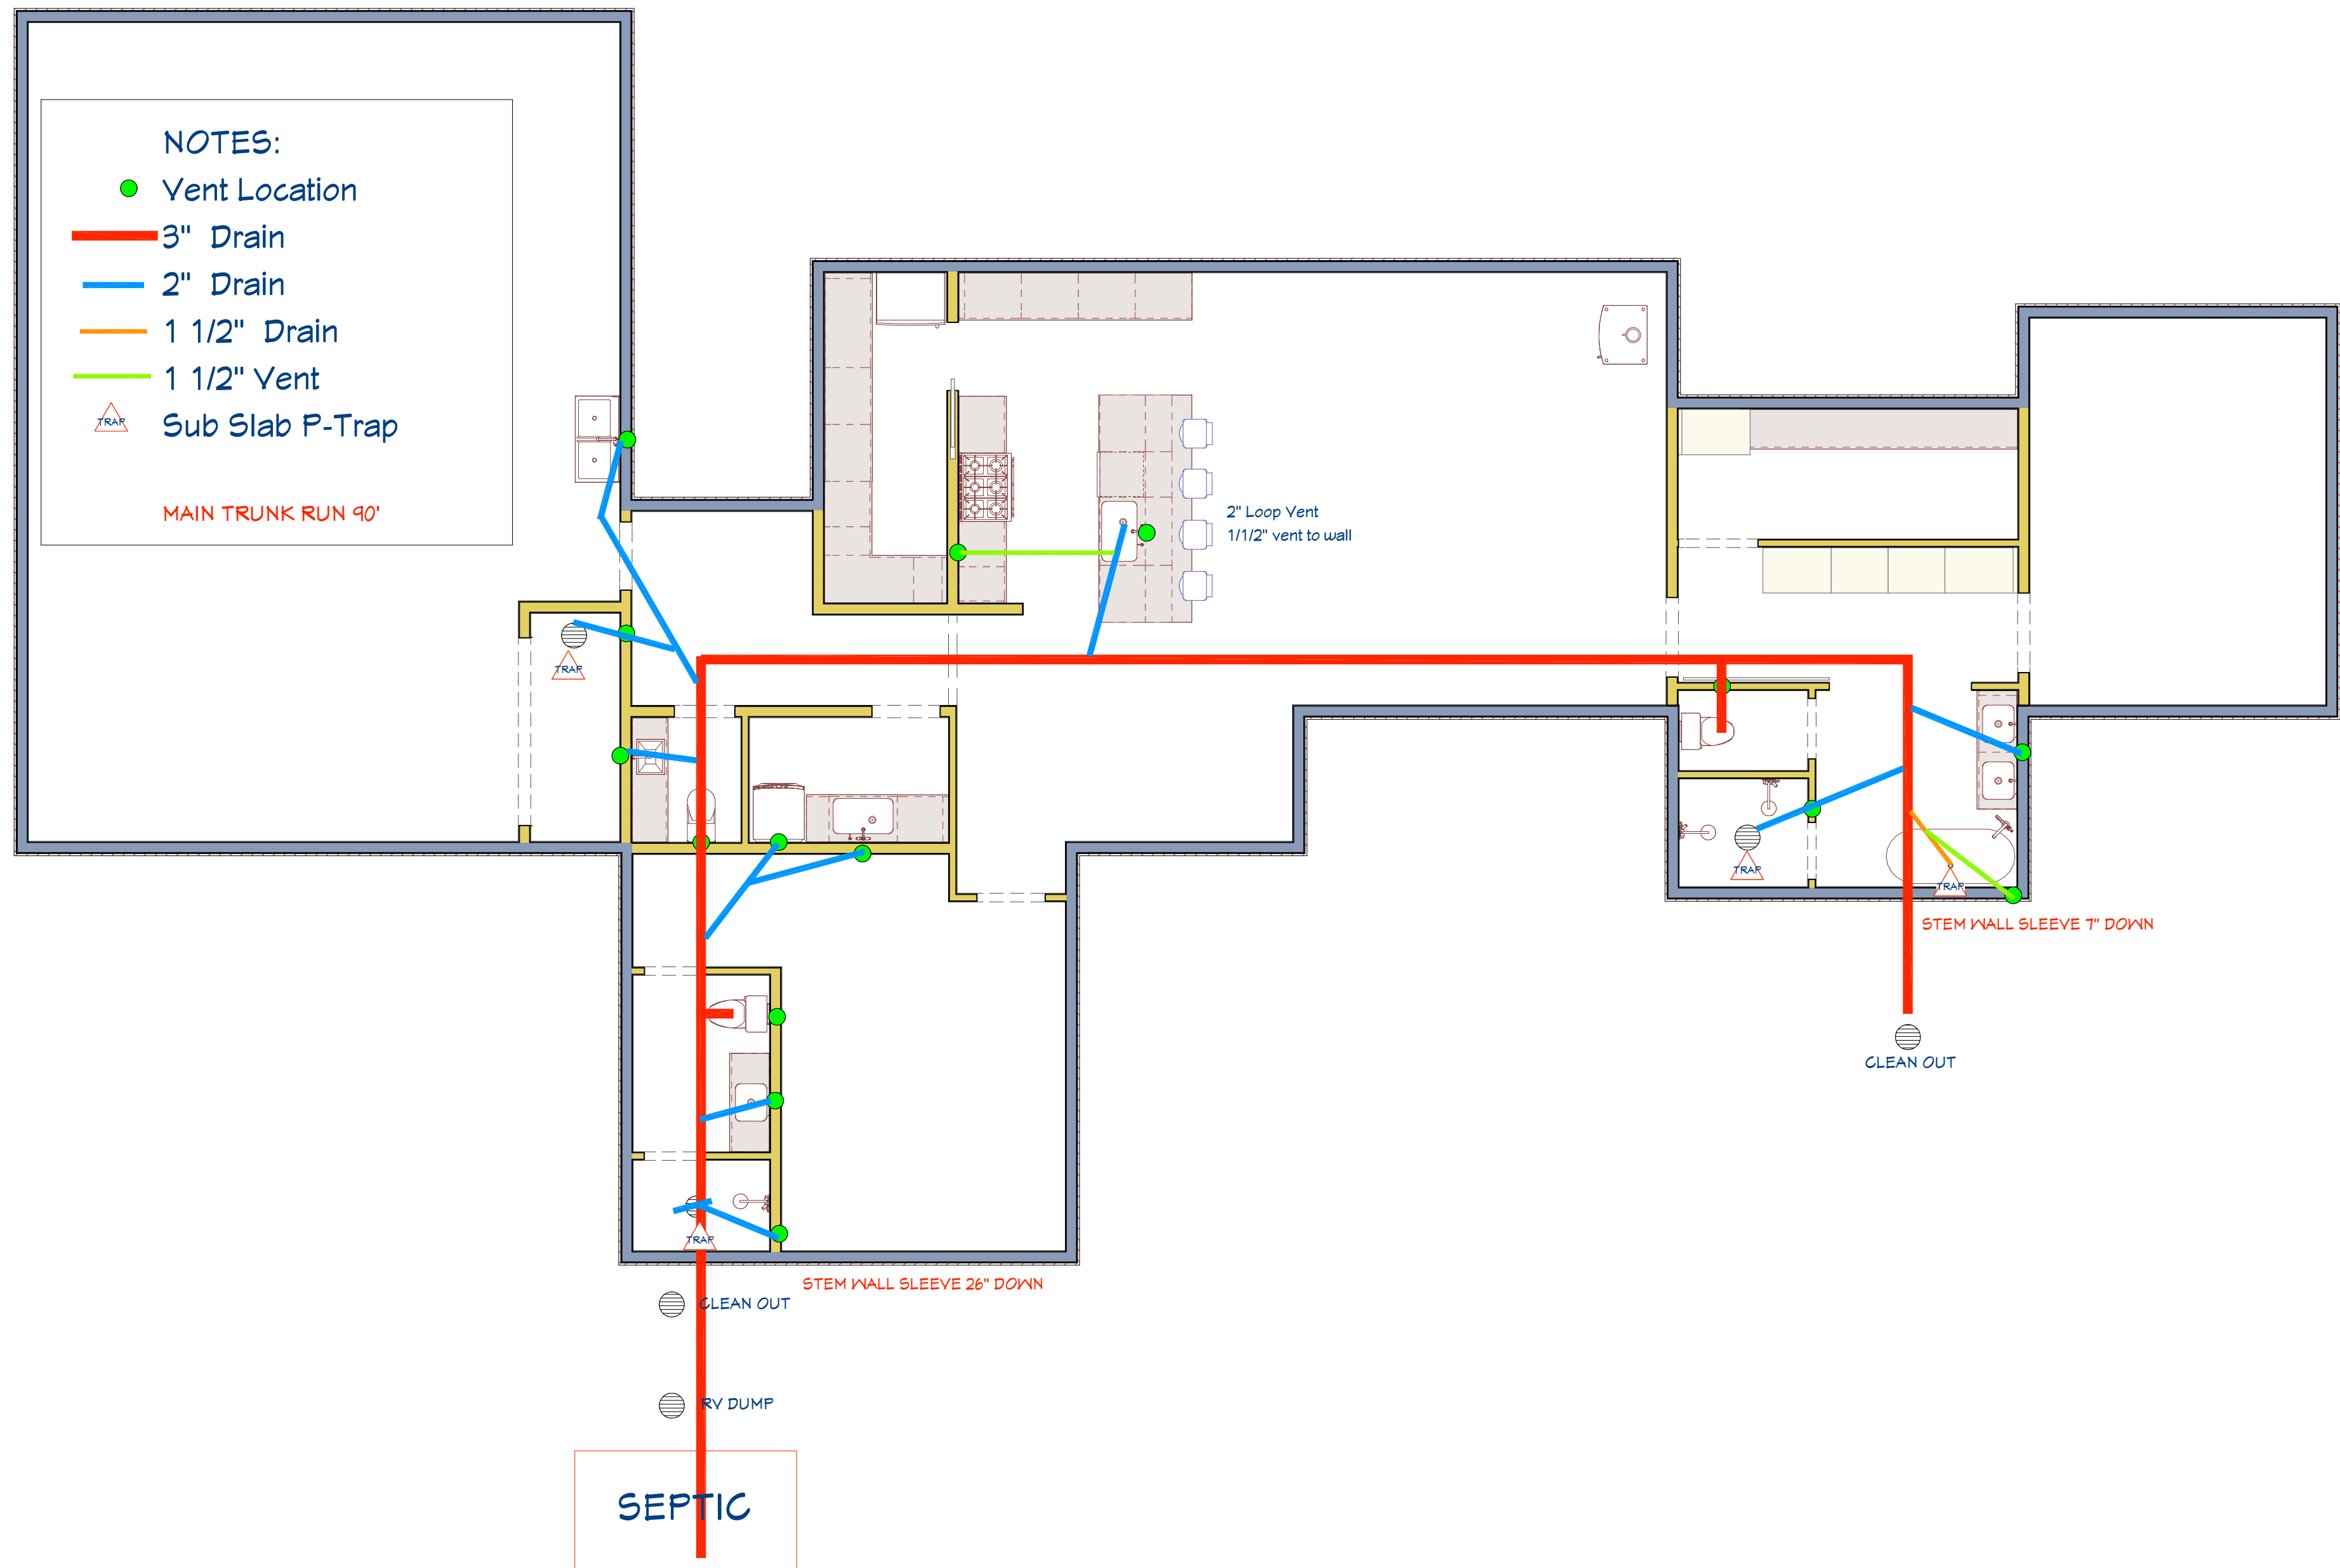 NOTES:
Vent Location
3" Drain
2" Drain
1 1/2" Drain
1 1/2" Vent
TRAP Sub Slab P-Trap
MAIN TRUNK RUN 90'
2" Loop Vent
1/1/2" vent to wall
TRAP
TRAP
TRAP
STEM WALL SLEEVE 7" DOWN
CLEAN OUT
TRAP
STEM WALL SLEEVE 26" DOWN
CLEAN OUT
RV DUMP
SEPTIC